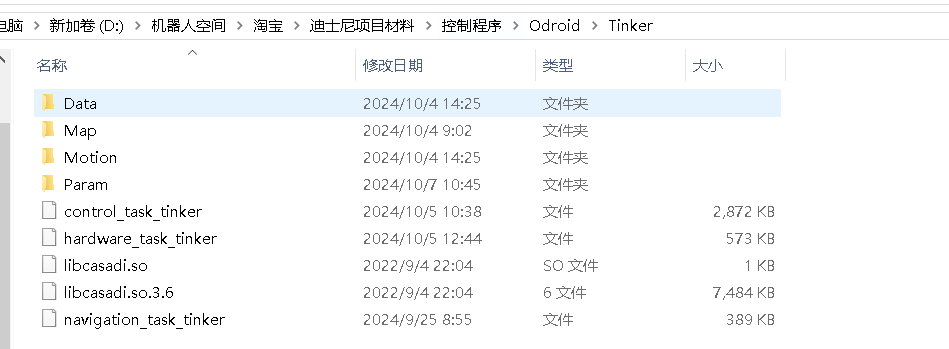 电脑 > 新加卷 (D:) > 机器人空间 > 淘宝 > 迪士尼项目材料 > 控制程序 > Odroid > Tinker
名称 修改日期 类型 大小
Data 2024/10/4 14:25 文件夹
Map 2024/10/4 9:02 文件夹
Motion 2024/10/4 14:25 文件夹
Param 2024/10/7 10:45 文件夹
control_task_tinker 2024/10/5 10:38 文件 2,872 KB
hardware_task_tinker 2024/10/5 12:44 文件 573 KB
libcasadi.so 2022/9/4 22:04 SO 文件 1 KB
libcasadi.so.3.6 2022/9/4 22:04 6 文件 7,484 KB
navigation_task_tinker 2024/9/25 8:55 文件 389 KB